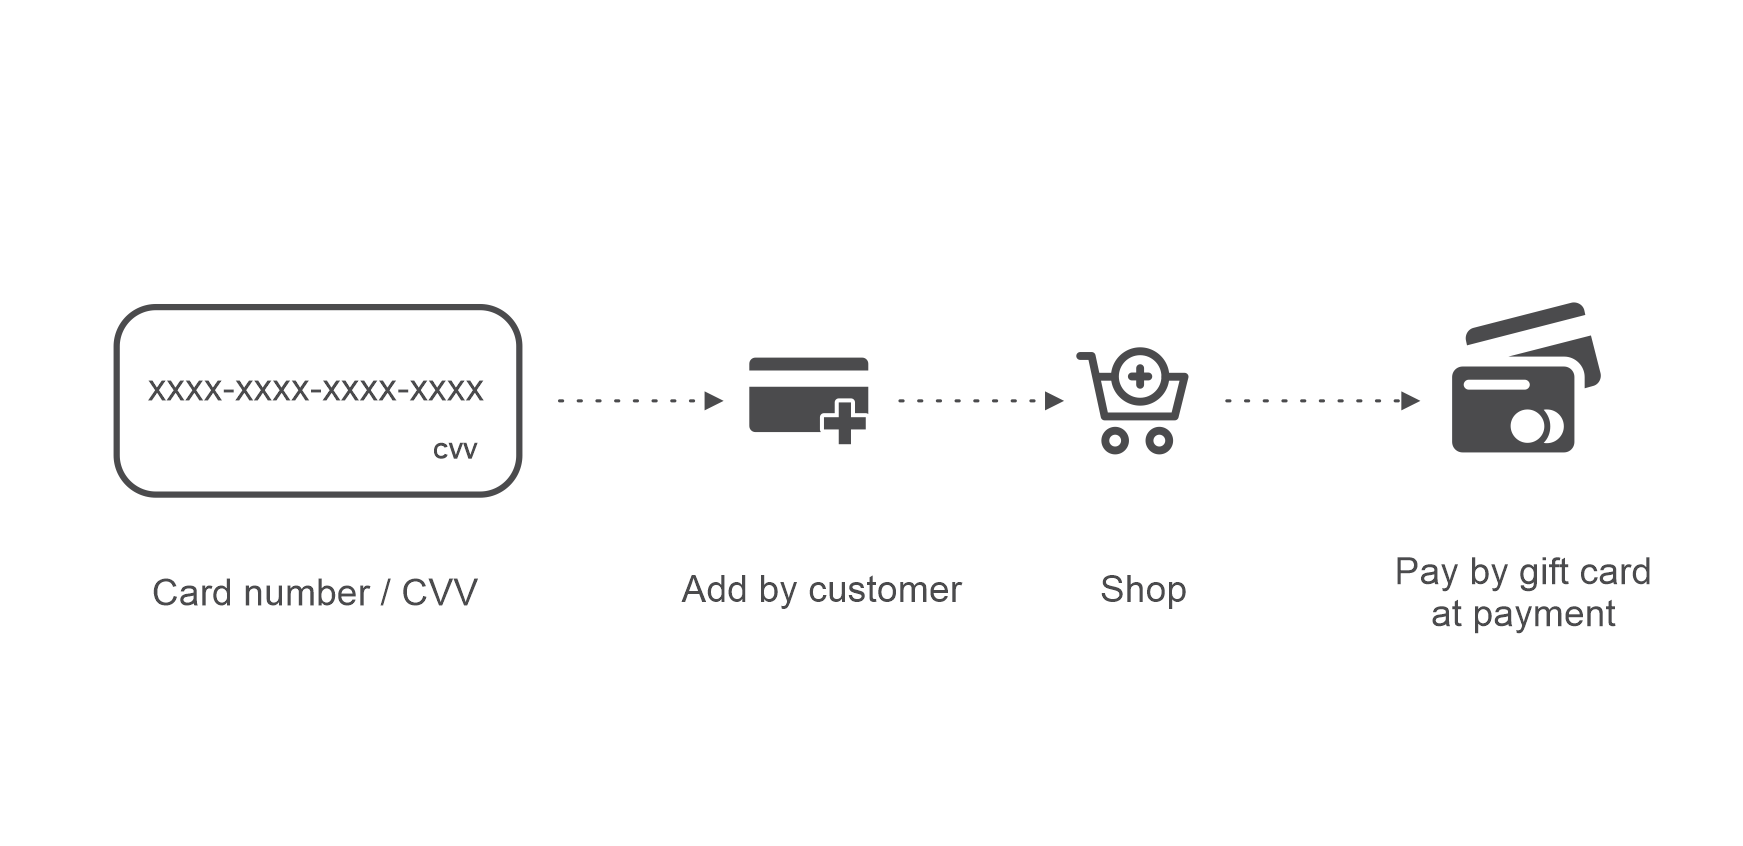 xxxx-xxxx-xxxx-xxxx
CVV
Card number / CVV
Add by customer
Shop
Pay by gift card
at payment